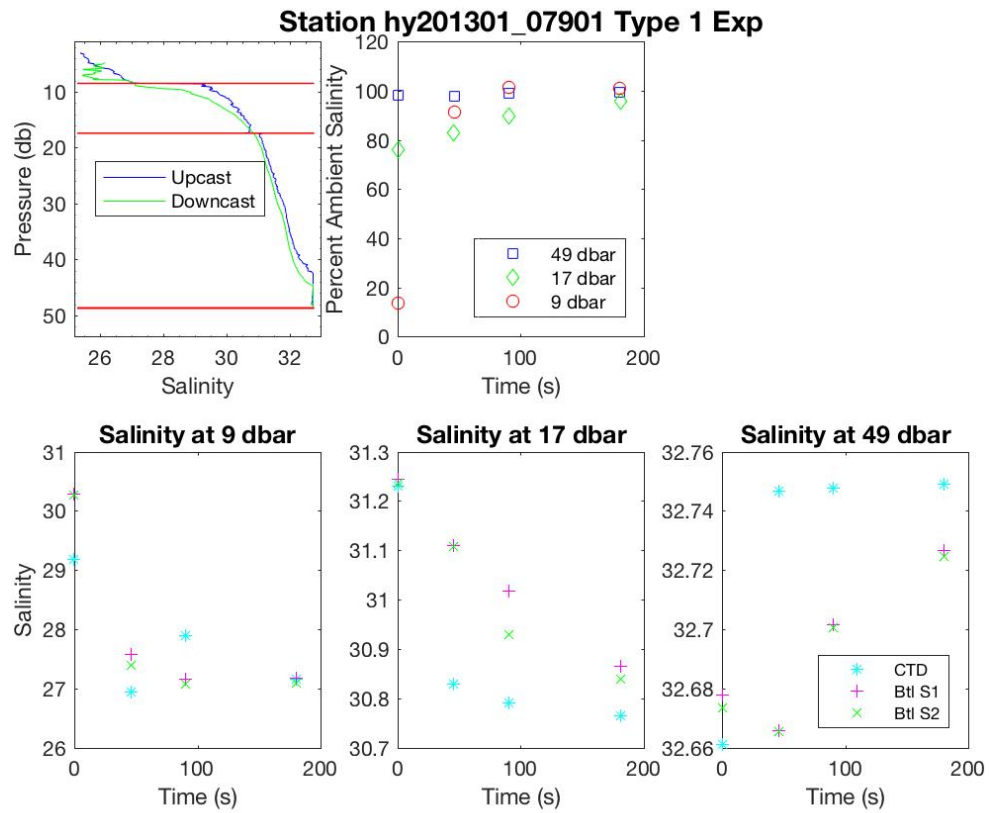 Station hy201301_07901 Type 1 Exp
Pressure (db)
10
20
30
40
50
26
28
30
32
Salinity
Upcast
Downcast
Percent Ambient Salinity
120
100
80
60
40
20
0
0
100
200
Time (s)
49 dbar
17 dbar
9 dbar
Salinity at 9 dbar
Salinity
31
30
29
28
27
26
0
100
200
Time (s)
Salinity at 17 dbar
31.3
31.2
31.1
31
30.9
30.8
30.7
0
100
200
Time (s)
Salinity at 49 dbar
32.76
32.74
32.72
32.7
32.68
32.66
0
100
200
Time (s)
CTD
Btl S1
Btl S2